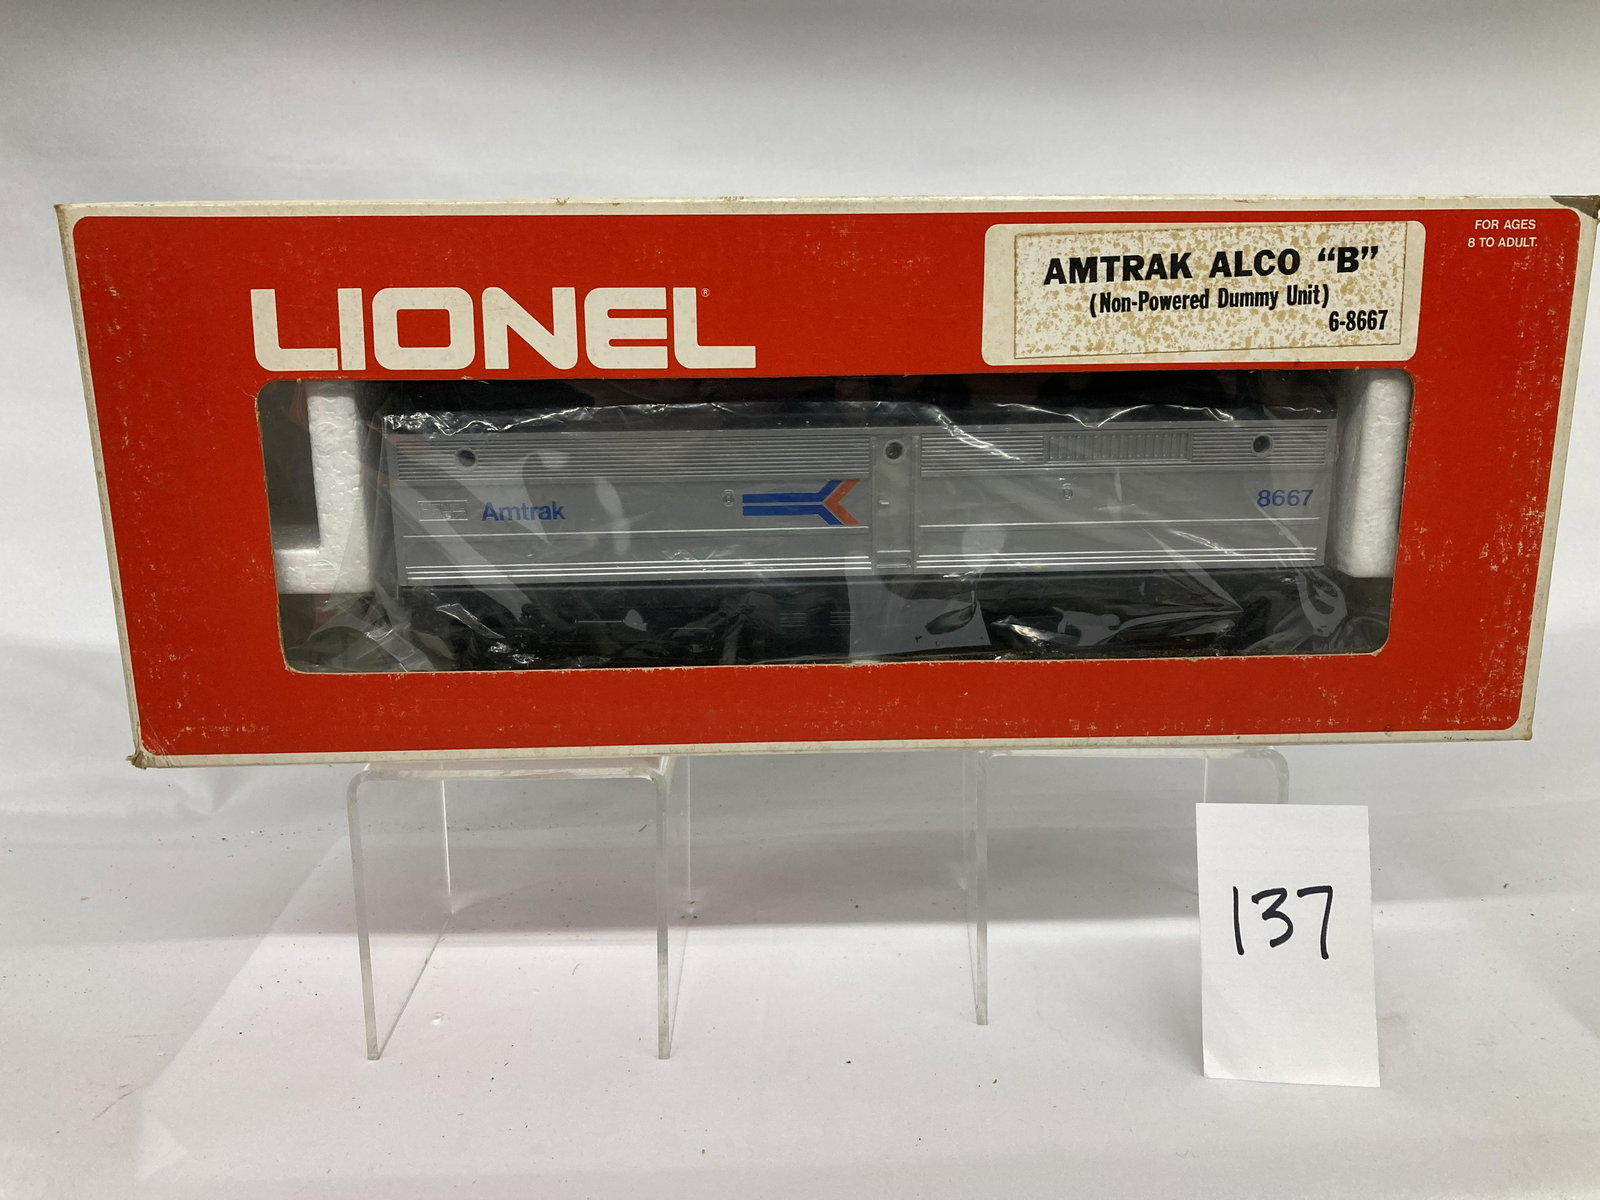 FOR AGES
8 TO ADULT.
AMTRAK ALCO “B”
(Non-Powered Dummy Unit)
6-8667
LIONEL®
Amtrak
8667
137